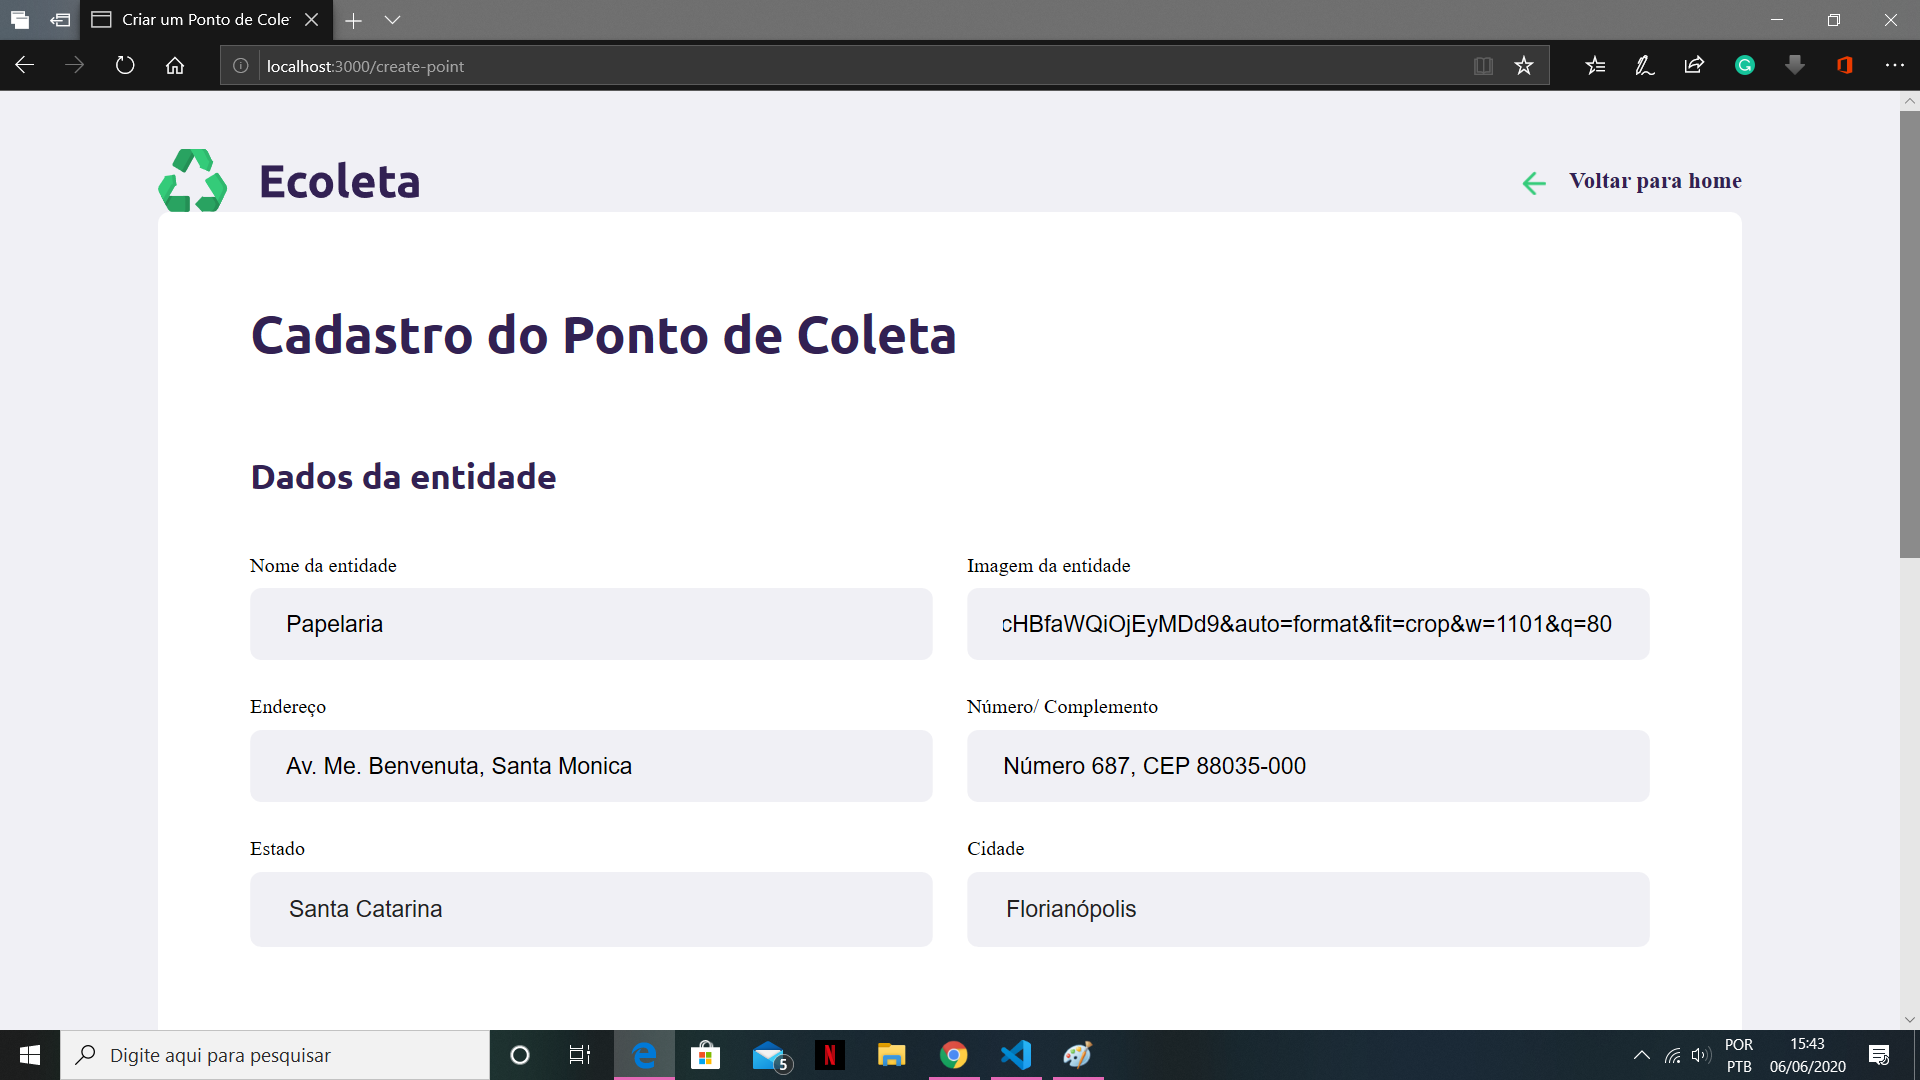 Criar um Ponto de Cole
localhost:3000/create-point
Ecoleta
Voltar para home
Cadastro do Ponto de Coleta
Dados da entidade
Nome da entidade
Imagem da entidade
Papelaria
cHBfaWQiOjEyMDd9&auto=format&fit=crop&w=1101&q=80
Endereço
Número/ Complemento
Av. Me. Benvenuta, Santa Monica
Número 687, CEP 88035-000
Estado
Cidade
Santa Catarina
Florianópolis
Digite aqui para pesquisar
5
N
POR
PTB
15:43
06/06/2020